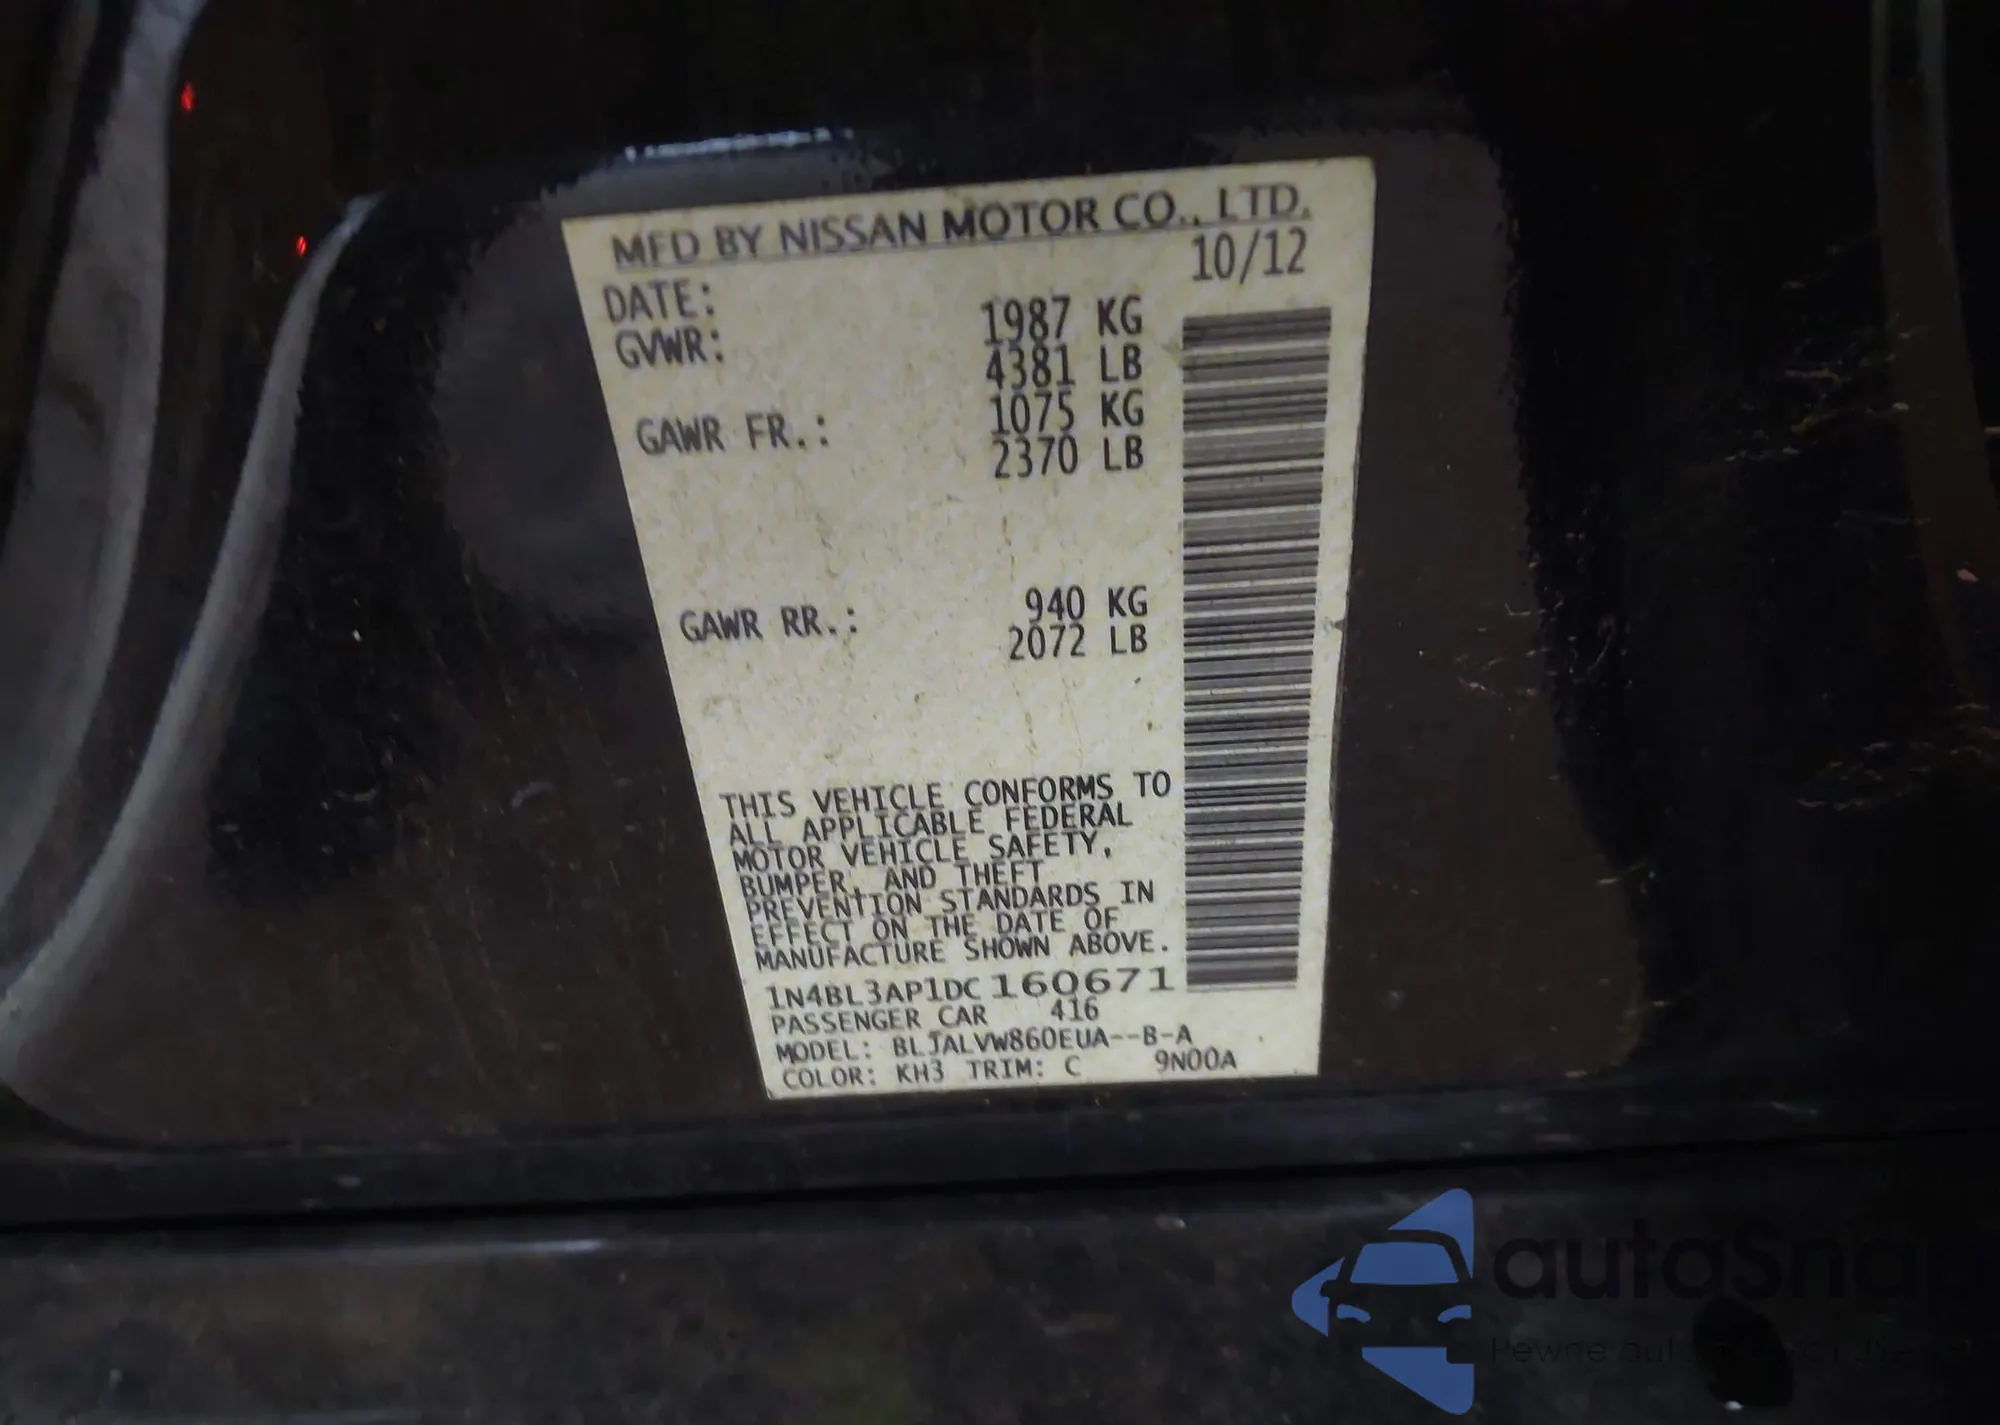 MFD BY NISSAN MOTOR CO., LTD.
DATE: 10/12
GVWR: 1987 KG
4381 LB
GAWR FR.: 1075 KG
2370 LB
GAWR RR.: 940 KG
2072 LB
THIS VEHICLE CONFORMS TO
ALL APPLICABLE FEDERAL
MOTOR VEHICLE SAFETY,
BUMPER, AND THEFT
PREVENTION STANDARDS IN
EFFECT ON THE DATE OF
MANUFACTURE SHOWN ABOVE.
1N4BL3AP1DC160671
PASSENGER CAR 416
MODEL: BLJALVW860EUA--B-A
COLOR: KH3 TRIM: C 9N00A
autoSnap
Pewne auto